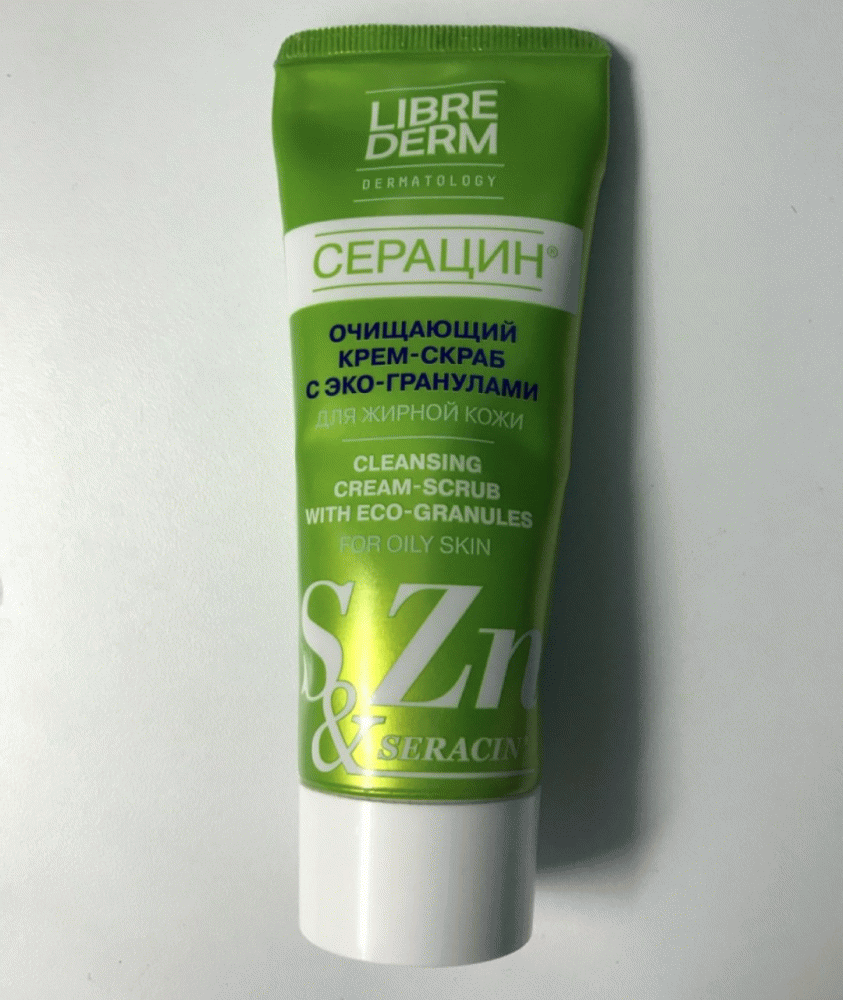 LIBRE
DERM
DERMATOLOGY
СЕРАЦИН®
ОЧИЩАЮЩИЙ
КРЕМ-СКРАБ
С ЭКО-ГРАНУЛАМИ
ДЛЯ ЖИРНОЙ КОЖИ
CLEANSING
CREAM-SCRUB
WITH ECO-GRANULES
FOR OILY SKIN
S Zn
&
SERACIN®